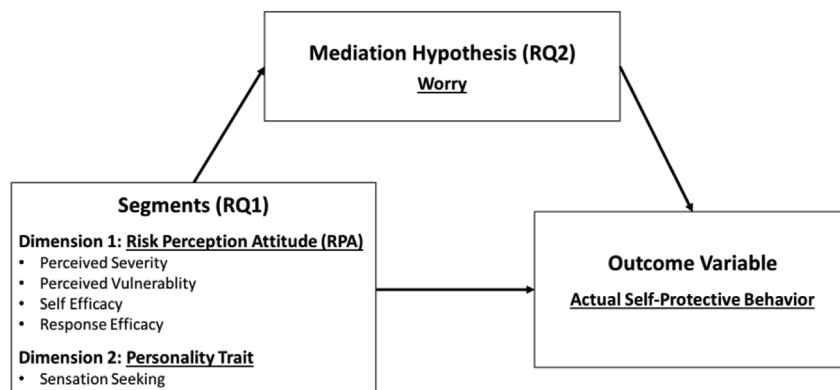 Mediation Hypothesis (RQ2)
Worry
Segments (RQ1)
Dimension 1: Risk Perception Attitude (RPA)
• Perceived Severity
• Perceived Vulnerablity
• Self Efficacy
• Response Efficacy
Dimension 2: Personality Trait
• Sensation Seeking
Outcome Variable
Actual Self-Protective Behavior